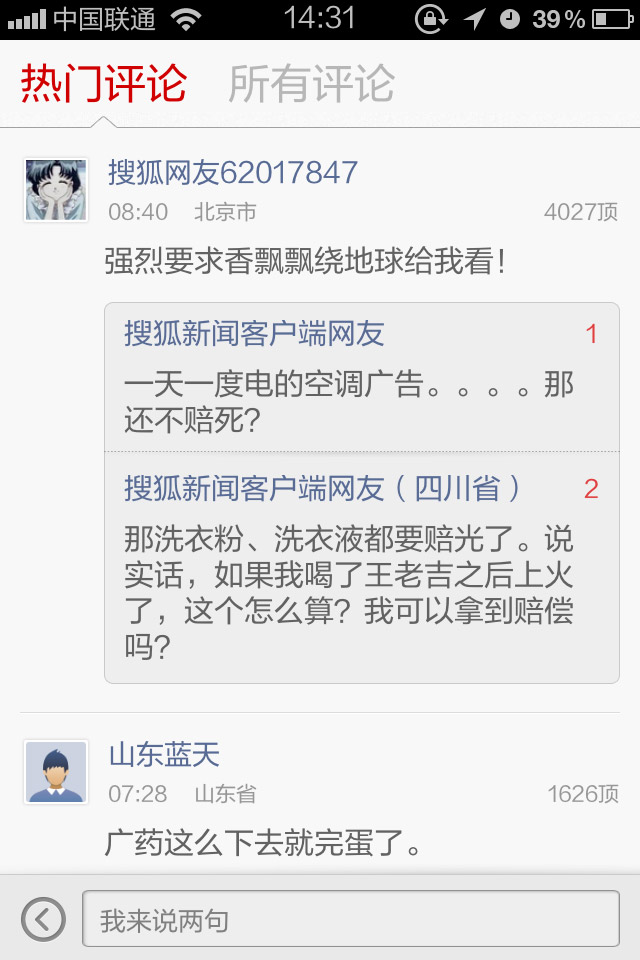 中国联通 14:31 39%
热门评论 所有评论
搜狐网友62017847
08:40 北京市 4027顶
强烈要求香飘飘绕地球给我看!
搜狐新闻客户端网友 1
一天一度电的空调广告。。。。那
还不赔死?
搜狐新闻客户端网友(四川省) 2
那洗衣粉、洗衣液都要赔光了。说
实话，如果我喝了王老吉之后上火
了，这个怎么算? 我可以拿到赔偿
吗?
山东蓝天
07:28 山东省 1626顶
广药这么下去就完蛋了。
我来说两句